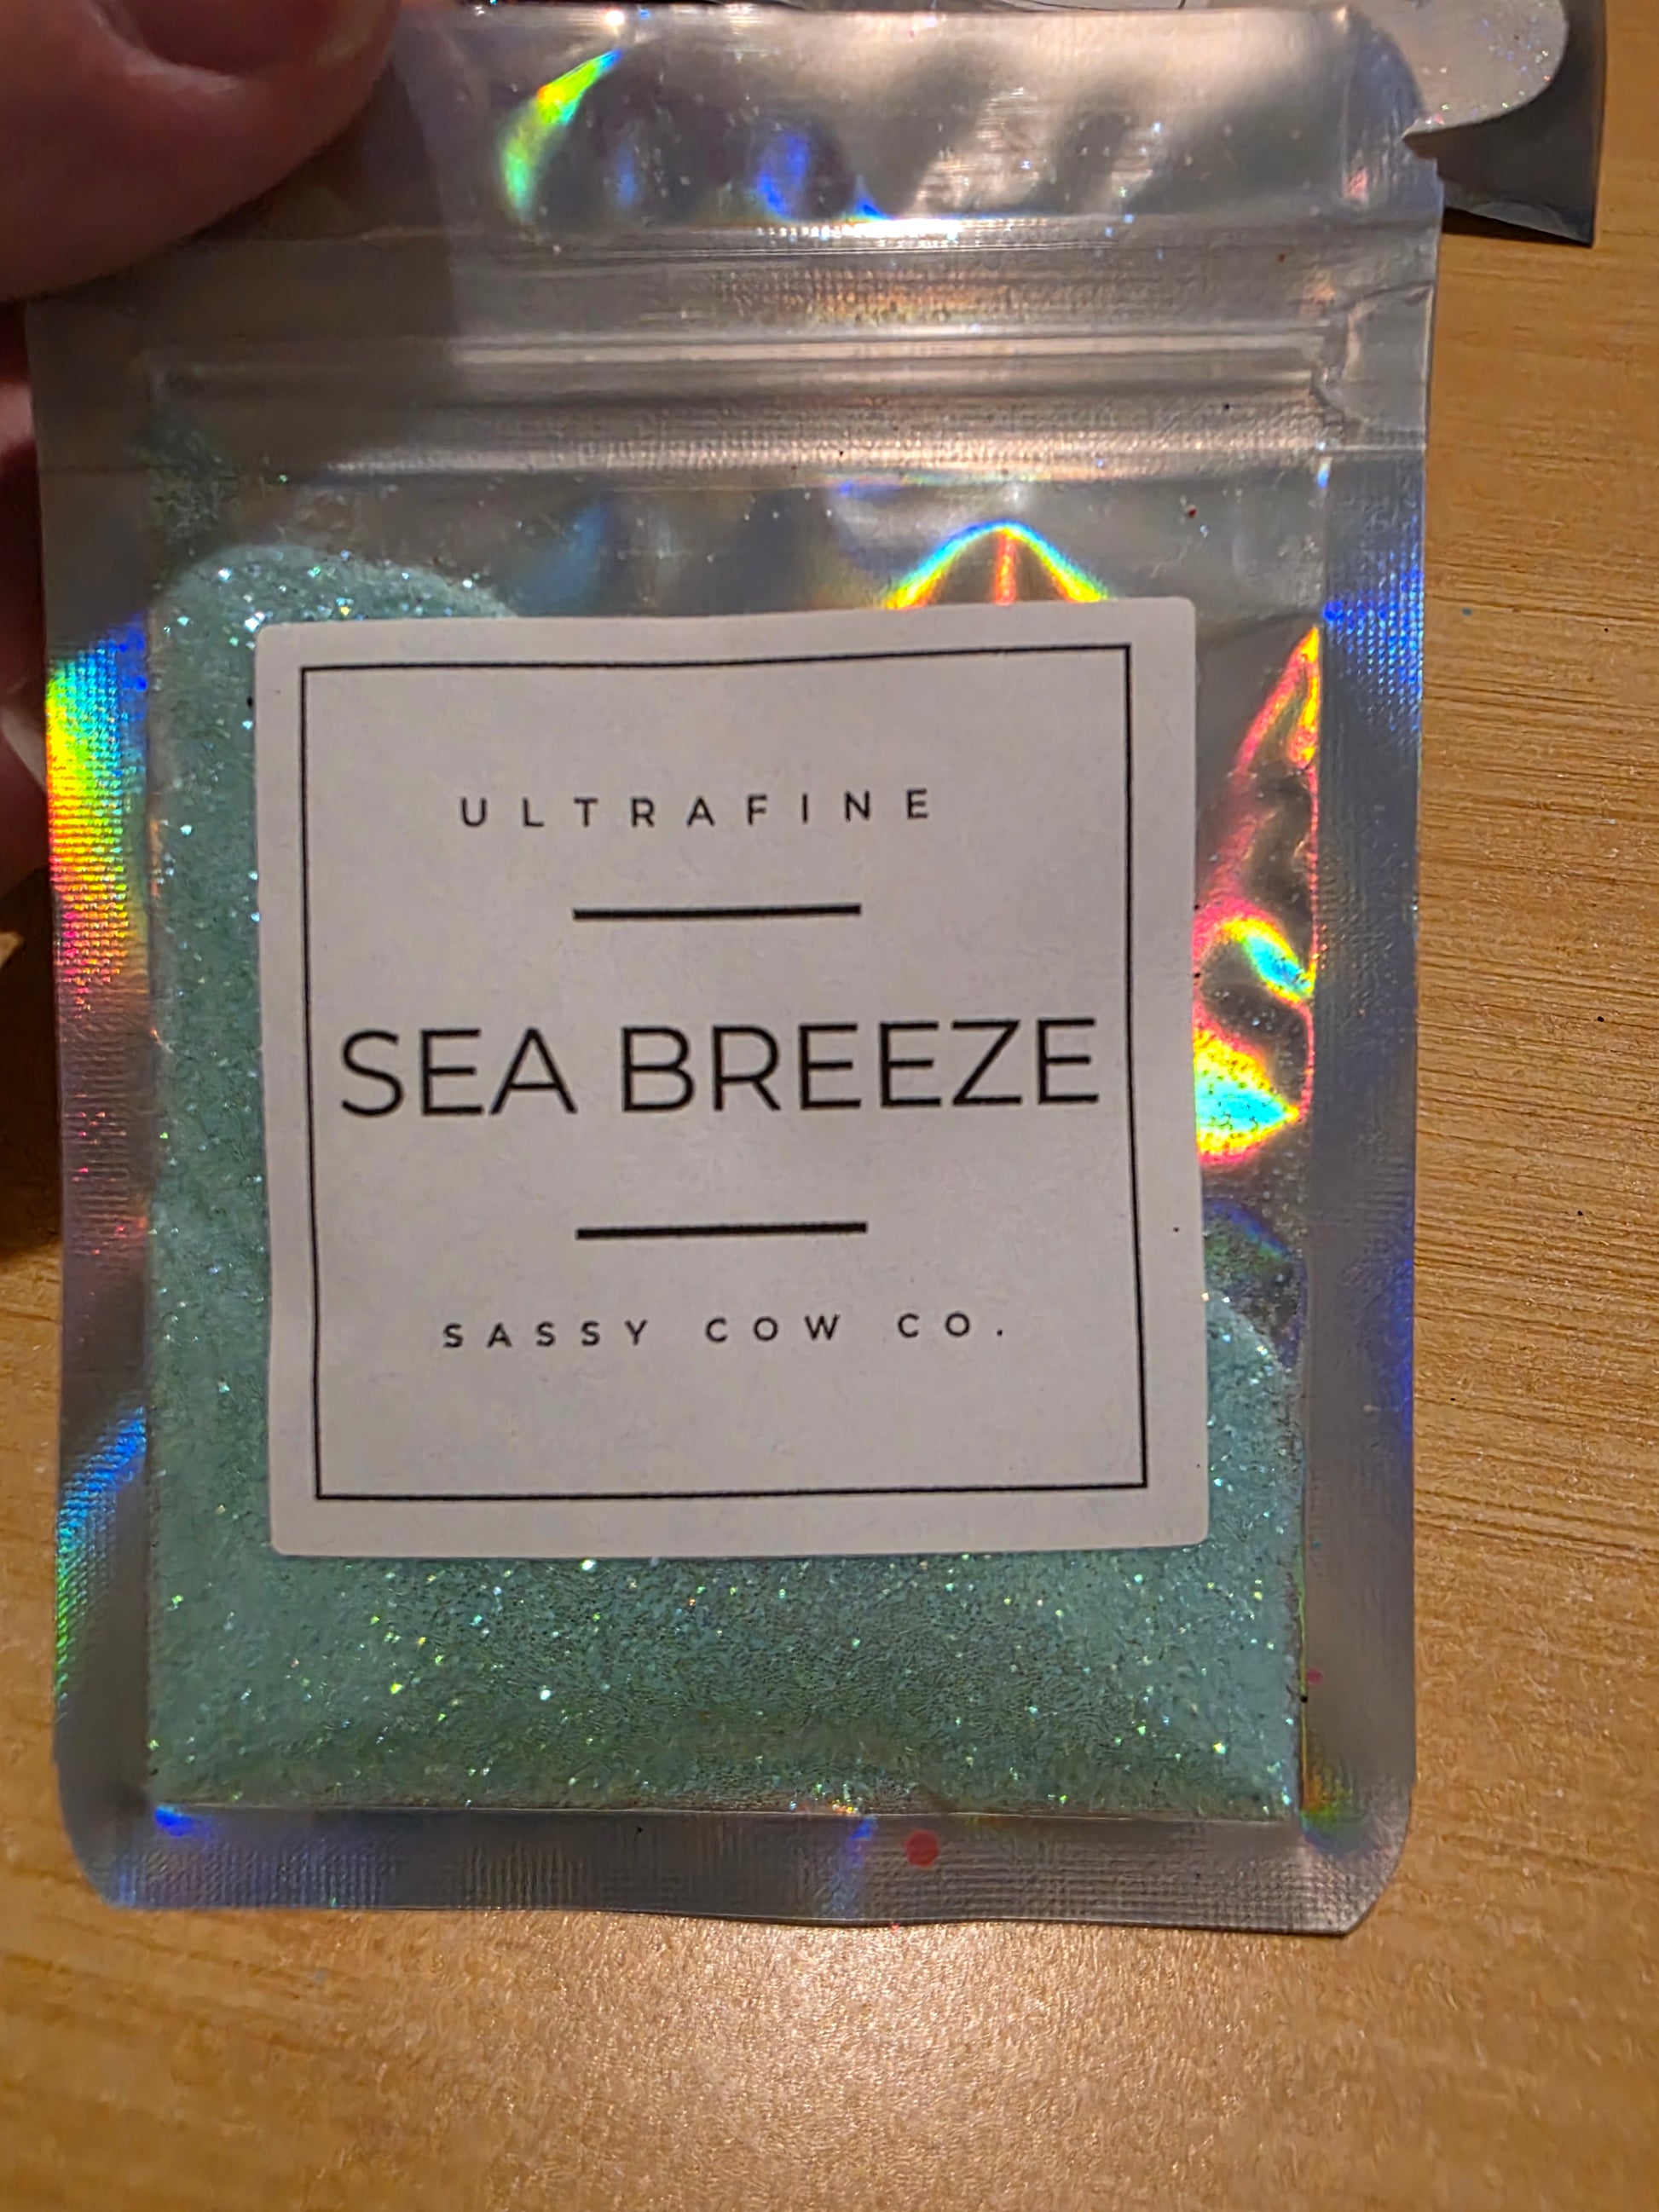 ULTRAFINE
SEA BREEZE
SASSY COW CO.